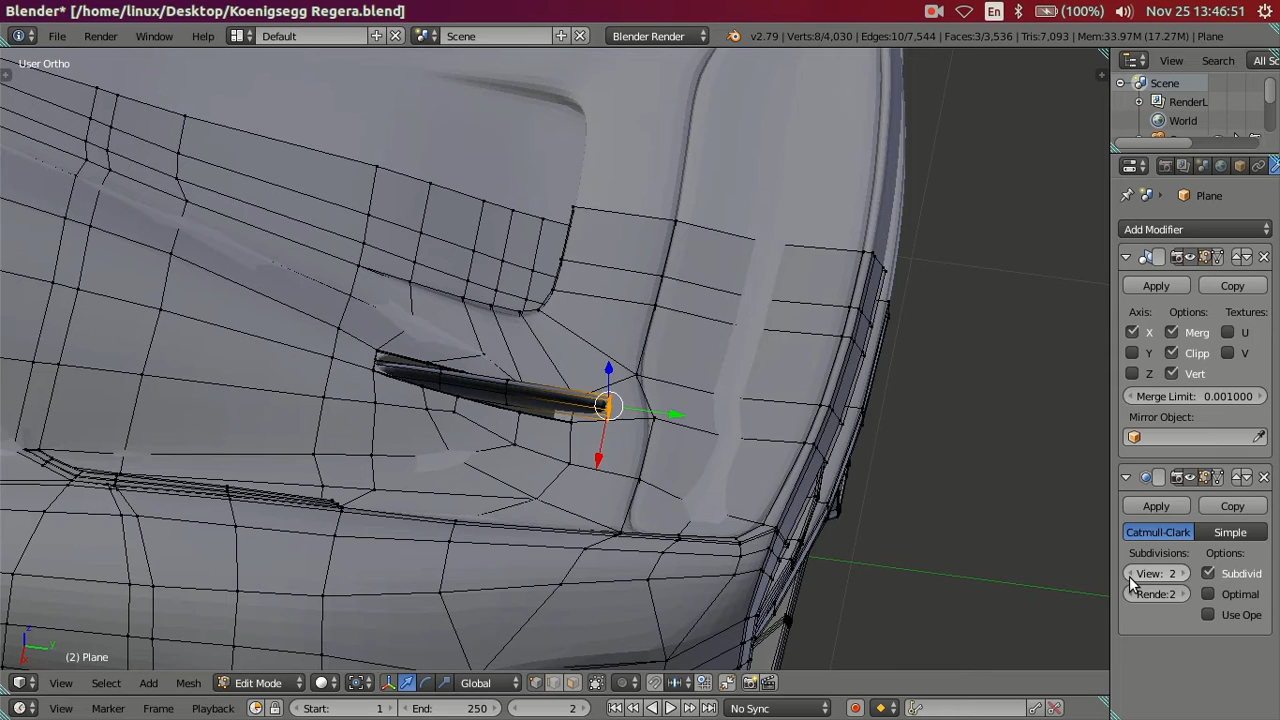 Blender* [/home/linux/Desktop/Koenigsegg Regera.blend]
En (100%) Nov 25 13:46:51
File Render Window Help Default Scene Blender Render v2.79 | Verts:8/4,030 | Edges:10/7,544 | Faces:3/3,536 | Tris:7,093 | Mem:33.97M (17.27M) | Plane
View Search All Sc
User Ortho
Scene
RenderL
World
Plane
Add Modifier
Apply Copy
Axis: Options: Textures:
X Merg U
Y Clipp V
Z Vert
Merge Limit: 0.001000
Mirror Object:
Apply Copy
Catmull-Clark Simple
Subdivisions: Options:
View: 2 Subdivid
Rende:2 Optimal
Use Ope
z
y
(2) Plane
View Select Add Mesh Edit Mode Global
View Marker Frame Playback Start: 1 End: 250 2 No Sync